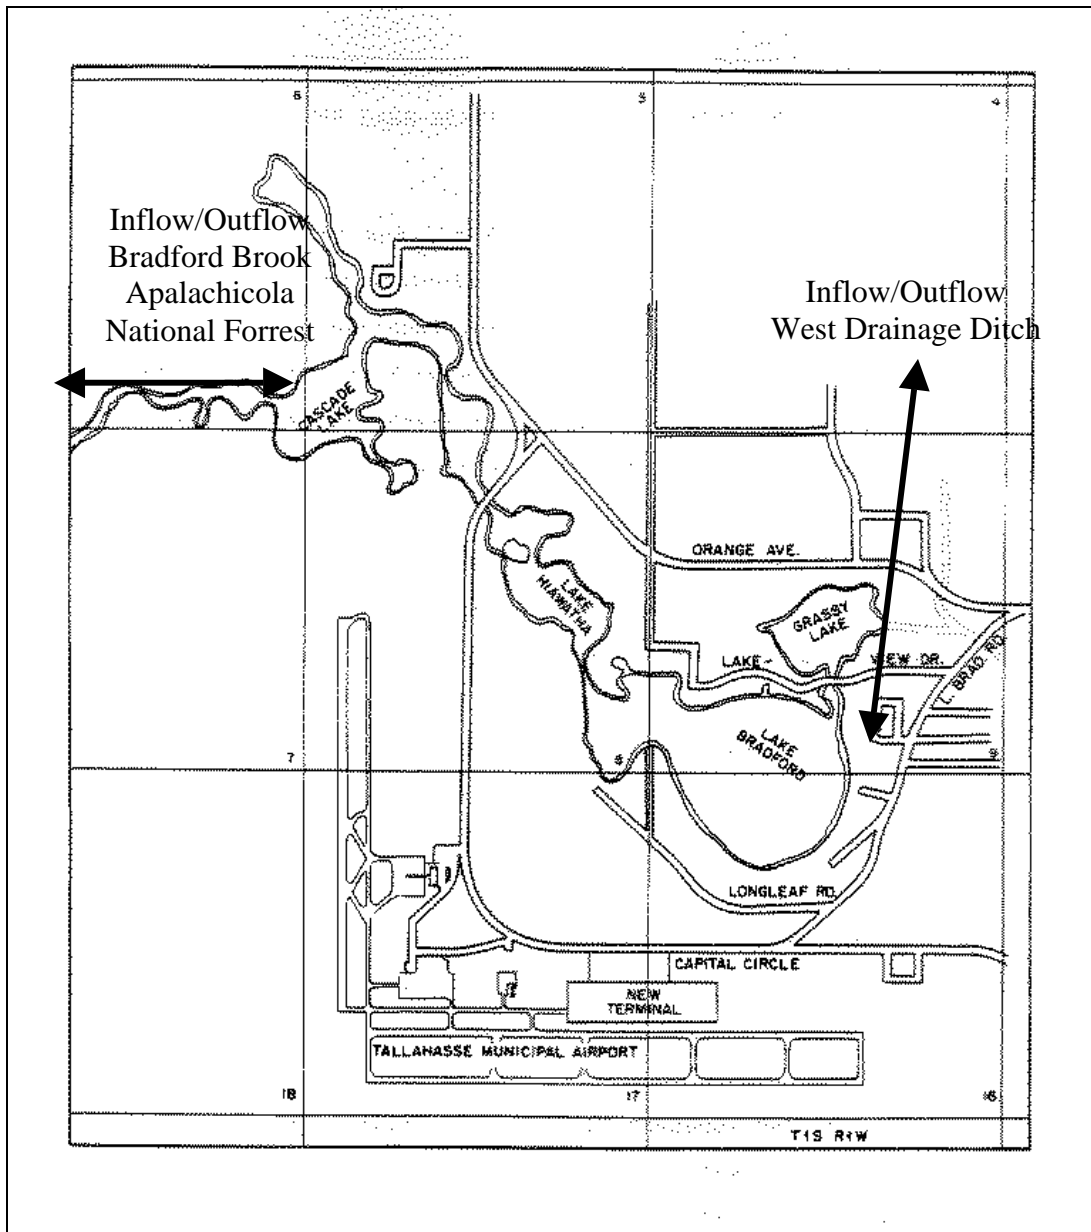 6
5
4
Inflow/Outflow
Bradford Brook
Apalachicola
National Forrest
Inflow/Outflow
West Drainage Ditch
CASCADE
LAKE
ORANGE AVE.
LAKE
HIAWATHA
GRASSY
LAKE
LAKE- VIEW DR.
L. BRAD RD.
LAKE
BRADFORD
7
9
LONGLEAF RD.
CAPITAL CIRCLE
NEW
TERMINAL
TALLAHASSE MUNICIPAL AIRPORT
18
17
16
T1S R1W